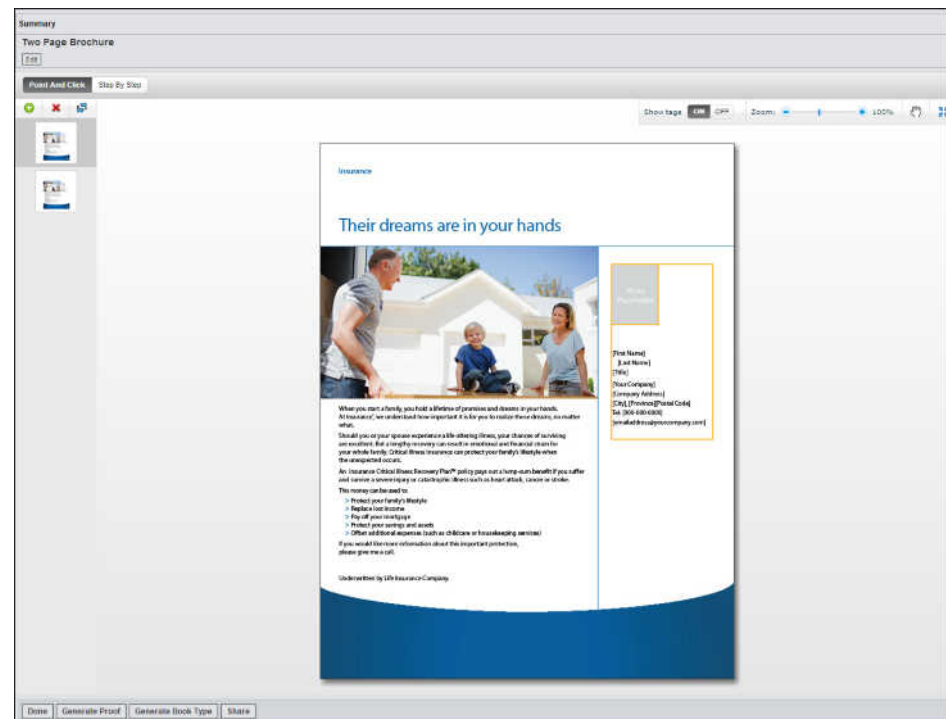 Summary
Two Page Brochure
Edit
Point And Click Step By Step
Show tags ON OFF Zoom: 100%
Insurance
Their dreams are in your hands
[First Name]
[Last Name]
[Title]
[Your Company]
[Company Address]
[City], [Province][Postal Code]
Tel. [000-000-0000]
[emailaddress@yourcompany.com]
When you start a family, you hold a lifetime of promises and dreams in your hands.
At Insurance', we understand how important it is for you to realize these dreams, no matter
what.
Should you or your spouse experience a life-altering illness, your chances of surviving
are excellent. But a lengthy recovery can result in emotional and financial strain for
your whole family. Critical illness insurance can protect your family's lifestyle when
the unexpected occurs.
An Insurance Critical Illness Recovery Plan™ policy pays out a lump-sum benefit if you suffer
and survive a severe injury or catastrophic illness such as heart attack, cancer or stroke.
This money can be used to
> Protect your family's lifestyle
> Replace lost income
> Pay off your mortgage
> Protect your savings and assets
> Offset additional expenses (such as childcare or housekeeping services)
If you would like more information about this important protection,
please give me a call.
Underwritten by Life Insurance Company.
Done Generate Proof Generate Book Type Share